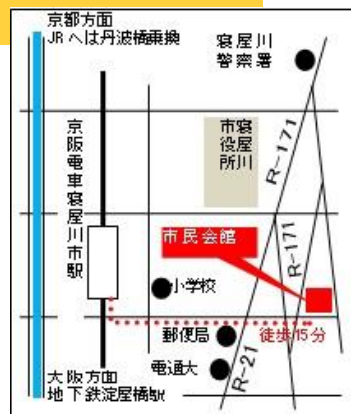 京都方面
JRへは丹波橋乗換
寝屋川
警察署
京阪電車寝屋川市駅
寝屋川
市役所
R-171
市民会館
R-171
小学校
郵便局
徒歩15分
電通大
R-21
大阪方面
地下鉄淀屋橋駅